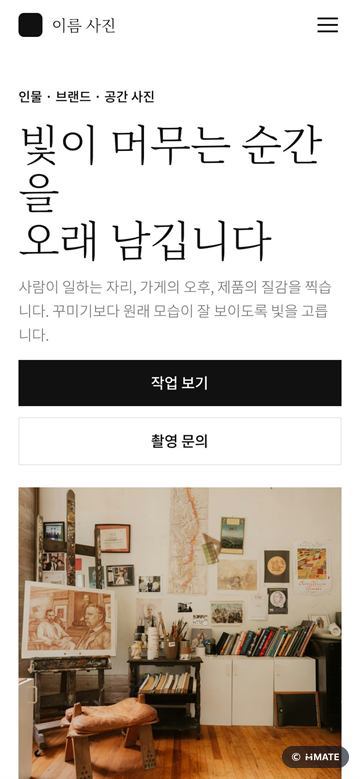 이름 사진
인물 · 브랜드 · 공간 사진
빛이 머무는 순간
을
오래 남깁니다
사람이 일하는 자리, 가게의 오후, 제품의 질감을 찍습
니다. 꾸미기보다 원래 모습이 잘 보이도록 빛을 고릅
니다.
작업 보기
촬영 문의